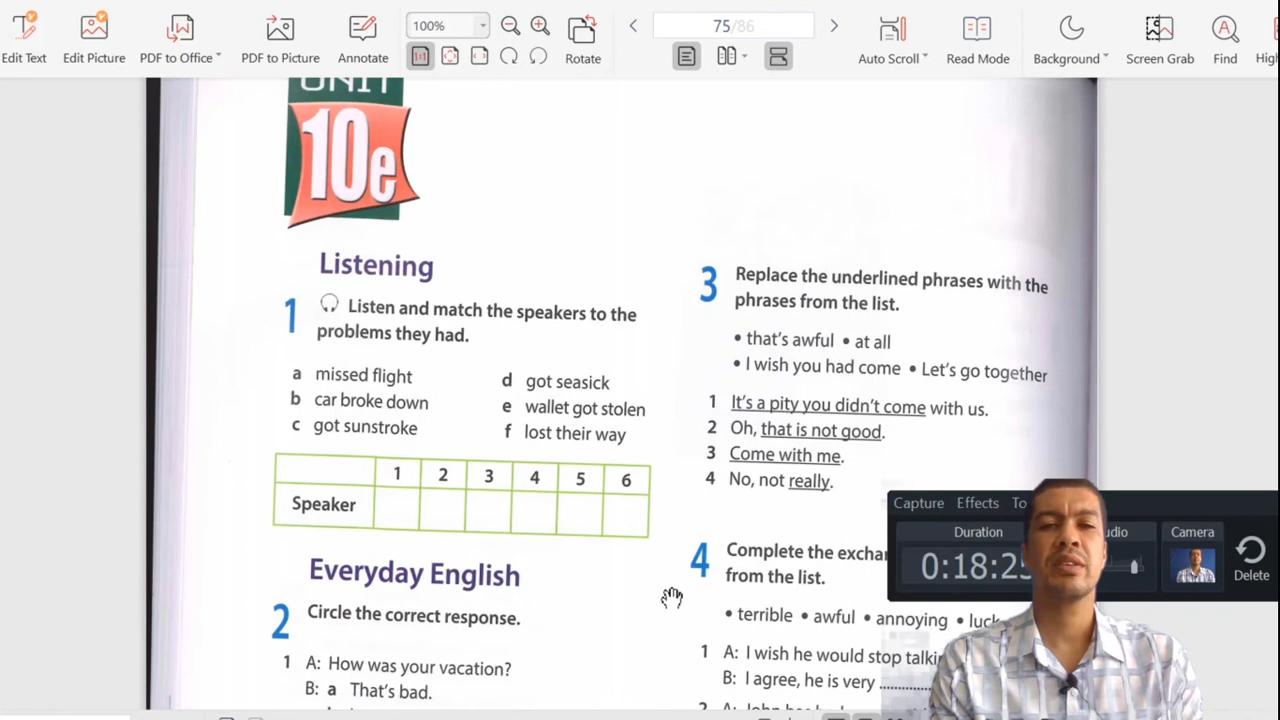 Edit Text
Edit Picture
PDF to Office
PDF to Picture
Annotate
100%
Rotate
75/86
Auto Scroll
Read Mode
Background
Screen Grab
Find
High
UNIT
10e
Listening
1 Listen and match the speakers to the
problems they had.
a missed flight
b car broke down
c got sunstroke
d got seasick
e wallet got stolen
f lost their way
1 2 3 4 5 6
Speaker
Everyday English
2 Circle the correct response.
1 A: How was your vacation?
B: a That's bad.
3 Replace the underlined phrases with the
phrases from the list.
• that's awful • at all
• I wish you had come • Let's go together
1 It's a pity you didn't come with us.
2 Oh, that is not good.
3 Come with me.
4 No, not really.
4 Complete the exchan
from the list.
• terrible • awful • annoying • luck
1 A: I wish he would stop talki
B: I agree, he is very
Capture Effects To
Duration
0:18:25
Camera
Delete